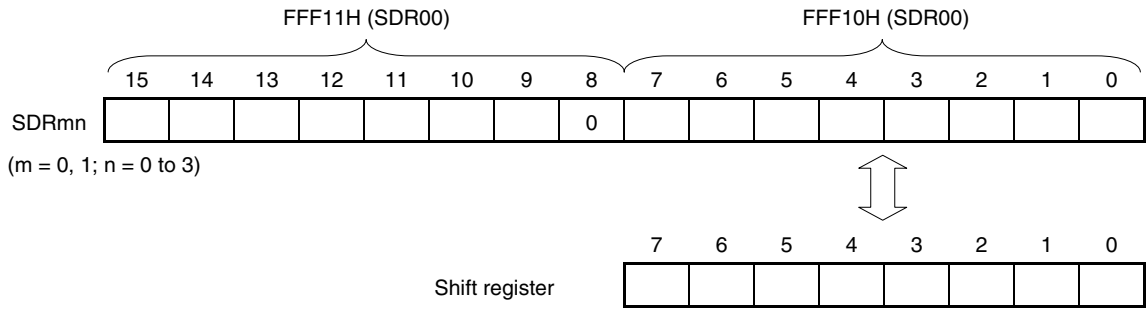 FFF11H (SDR00) FFF10H (SDR00)
15 14 13 12 11 10 9 8 7 6 5 4 3 2 1 0
SDRmn 0
(m = 0, 1; n = 0 to 3)
7 6 5 4 3 2 1 0
Shift register